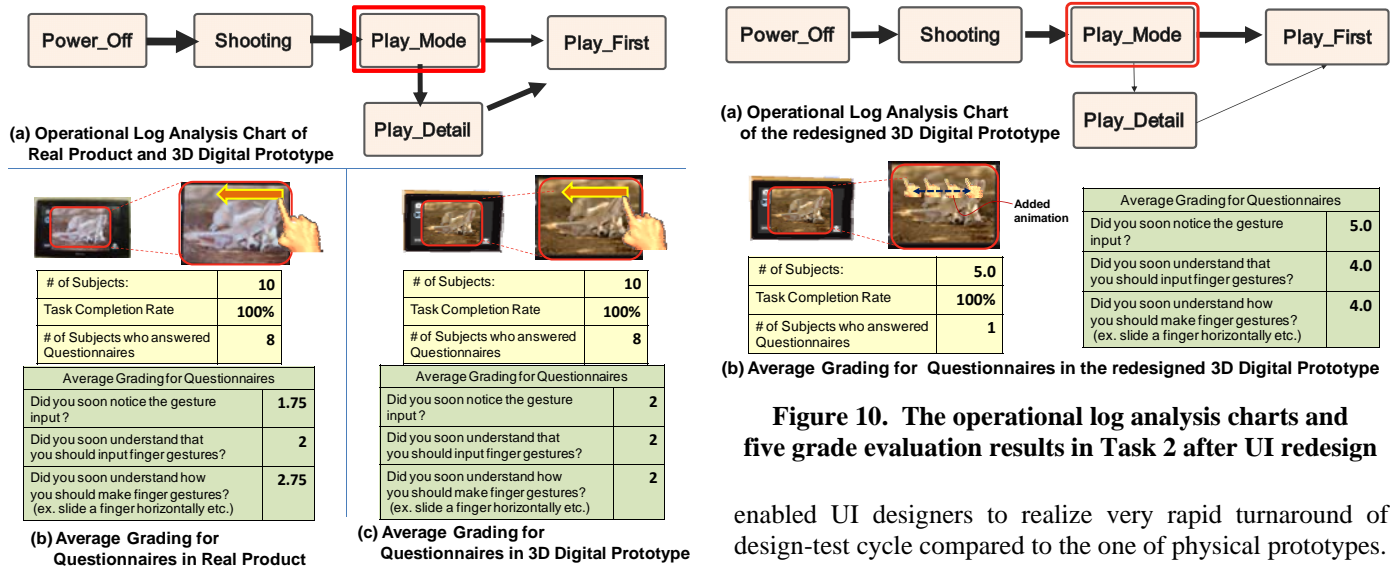 Power_Off
Shooting
Play_Mode
Play_First
Play_Detail
(a) Operational Log Analysis Chart of
Real Product and 3D Digital Prototype
# of Subjects: 10
Task Completion Rate 100%
# of Subjects who answered
Questionnaires 8
Average Grading for Questionnaires
Did you soon notice the gesture
input ? 1.75
Did you soon understand that
you should input finger gestures? 2
Did you soon understand how
you should make finger gestures?
(ex. slide a finger horizontally etc.) 2.75
(b) Average Grading for
Questionnaires in Real Product
# of Subjects: 10
Task Completion Rate 100%
# of Subjects who answered
Questionnaires 8
Average Grading for Questionnaires
Did you soon notice the gesture
input ? 2
Did you soon understand that
you should input finger gestures? 2
Did you soon understand how
you should make finger gestures?
(ex. slide a finger horizontally etc.) 2
(c) Average Grading for
Questionnaires in 3D Digital Prototype
Power_Off
Shooting
Play_Mode
Play_First
Play_Detail
(a) Operational Log Analysis Chart
of the redesigned 3D Digital Prototype
Added
animation
# of Subjects: 5.0
Task Completion Rate 100%
# of Subjects who answered
Questionnaires 1
Average Grading for Questionnaires
Did you soon notice the gesture
input ? 5.0
Did you soon understand that
you should input finger gestures? 4.0
Did you soon understand how
you should make finger gestures?
(ex. slide a finger horizontally etc.) 4.0
(b) Average Grading for Questionnaires in the redesigned 3D Digital Prototype
Figure 10. The operational log analysis charts and
five grade evaluation results in Task 2 after UI redesign
enabled UI designers to realize very rapid turnaround of
design-test cycle compared to the one of physical prototypes.